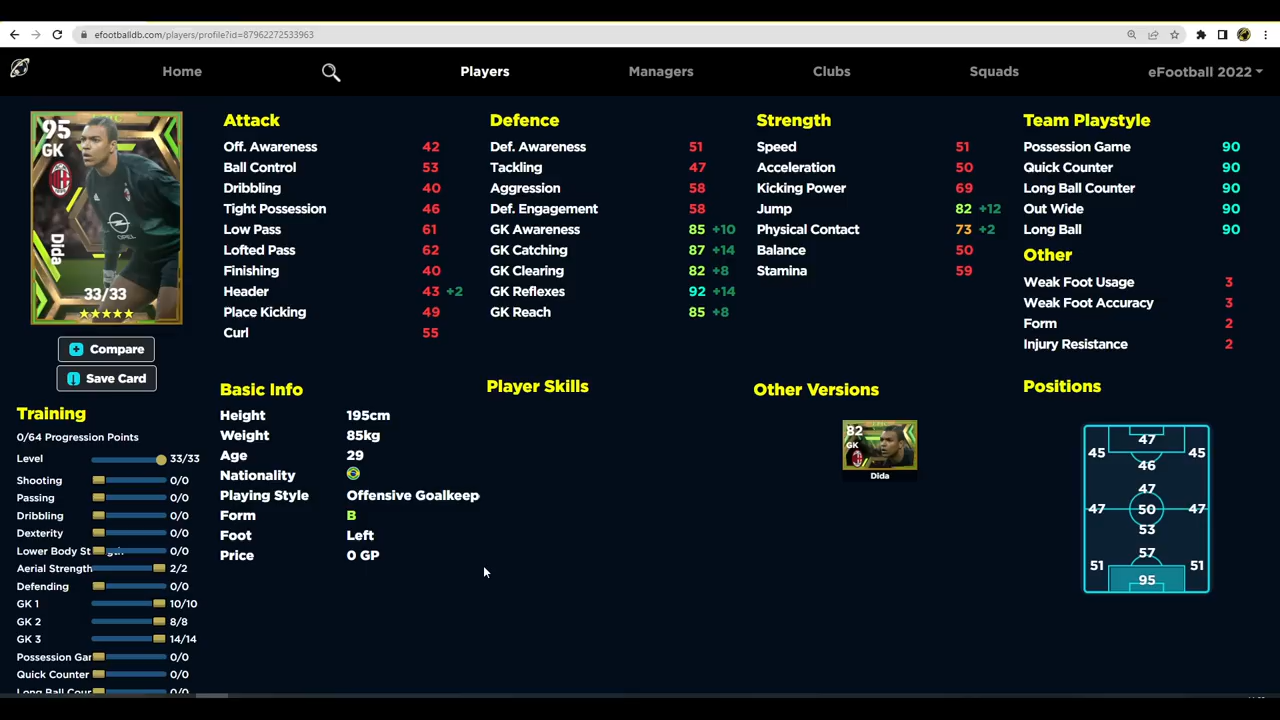 efootballdb.com/players/profile?id=87962272533963
Home
Players
Managers
Clubs
Squads
eFootball 2022
95
GK
Dida
33/33
Compare
Save Card
Training
0/64 Progression Points
Level 33/33
Shooting 0/0
Passing 0/0
Dribbling 0/0
Dexterity 0/0
Lower Body 0/0
Aerial Strength 2/2
Defending 0/0
GK 1 10/10
GK 2 8/8
GK 3 14/14
Possession Gam 0/0
Quick Counter 0/0
Long Ball Coun 0/0
Attack
Off. Awareness 42
Ball Control 53
Dribbling 40
Tight Possession 46
Low Pass 61
Lofted Pass 62
Finishing 40
Header 43 +2
Place Kicking 49
Curl 55
Defence
Def. Awareness 51
Tackling 47
Aggression 58
Def. Engagement 58
GK Awareness 85 +10
GK Catching 87 +14
GK Clearing 82 +8
GK Reflexes 92 +14
GK Reach 85 +8
Strength
Speed 51
Acceleration 50
Kicking Power 69
Jump 82 +12
Physical Contact 73 +2
Balance 50
Stamina 59
Team Playstyle
Possession Game 90
Quick Counter 90
Long Ball Counter 90
Out Wide 90
Long Ball 90
Other
Weak Foot Usage 3
Weak Foot Accuracy 3
Form 2
Injury Resistance 2
Basic Info
Height 195cm
Weight 85kg
Age 29
Nationality
Playing Style Offensive Goalkeep
Form B
Foot Left
Price 0 GP
Player Skills
Other Versions
82
GK
Dida
Positions
47
45 45
46
47
47 50 47
53
57
51 51
95